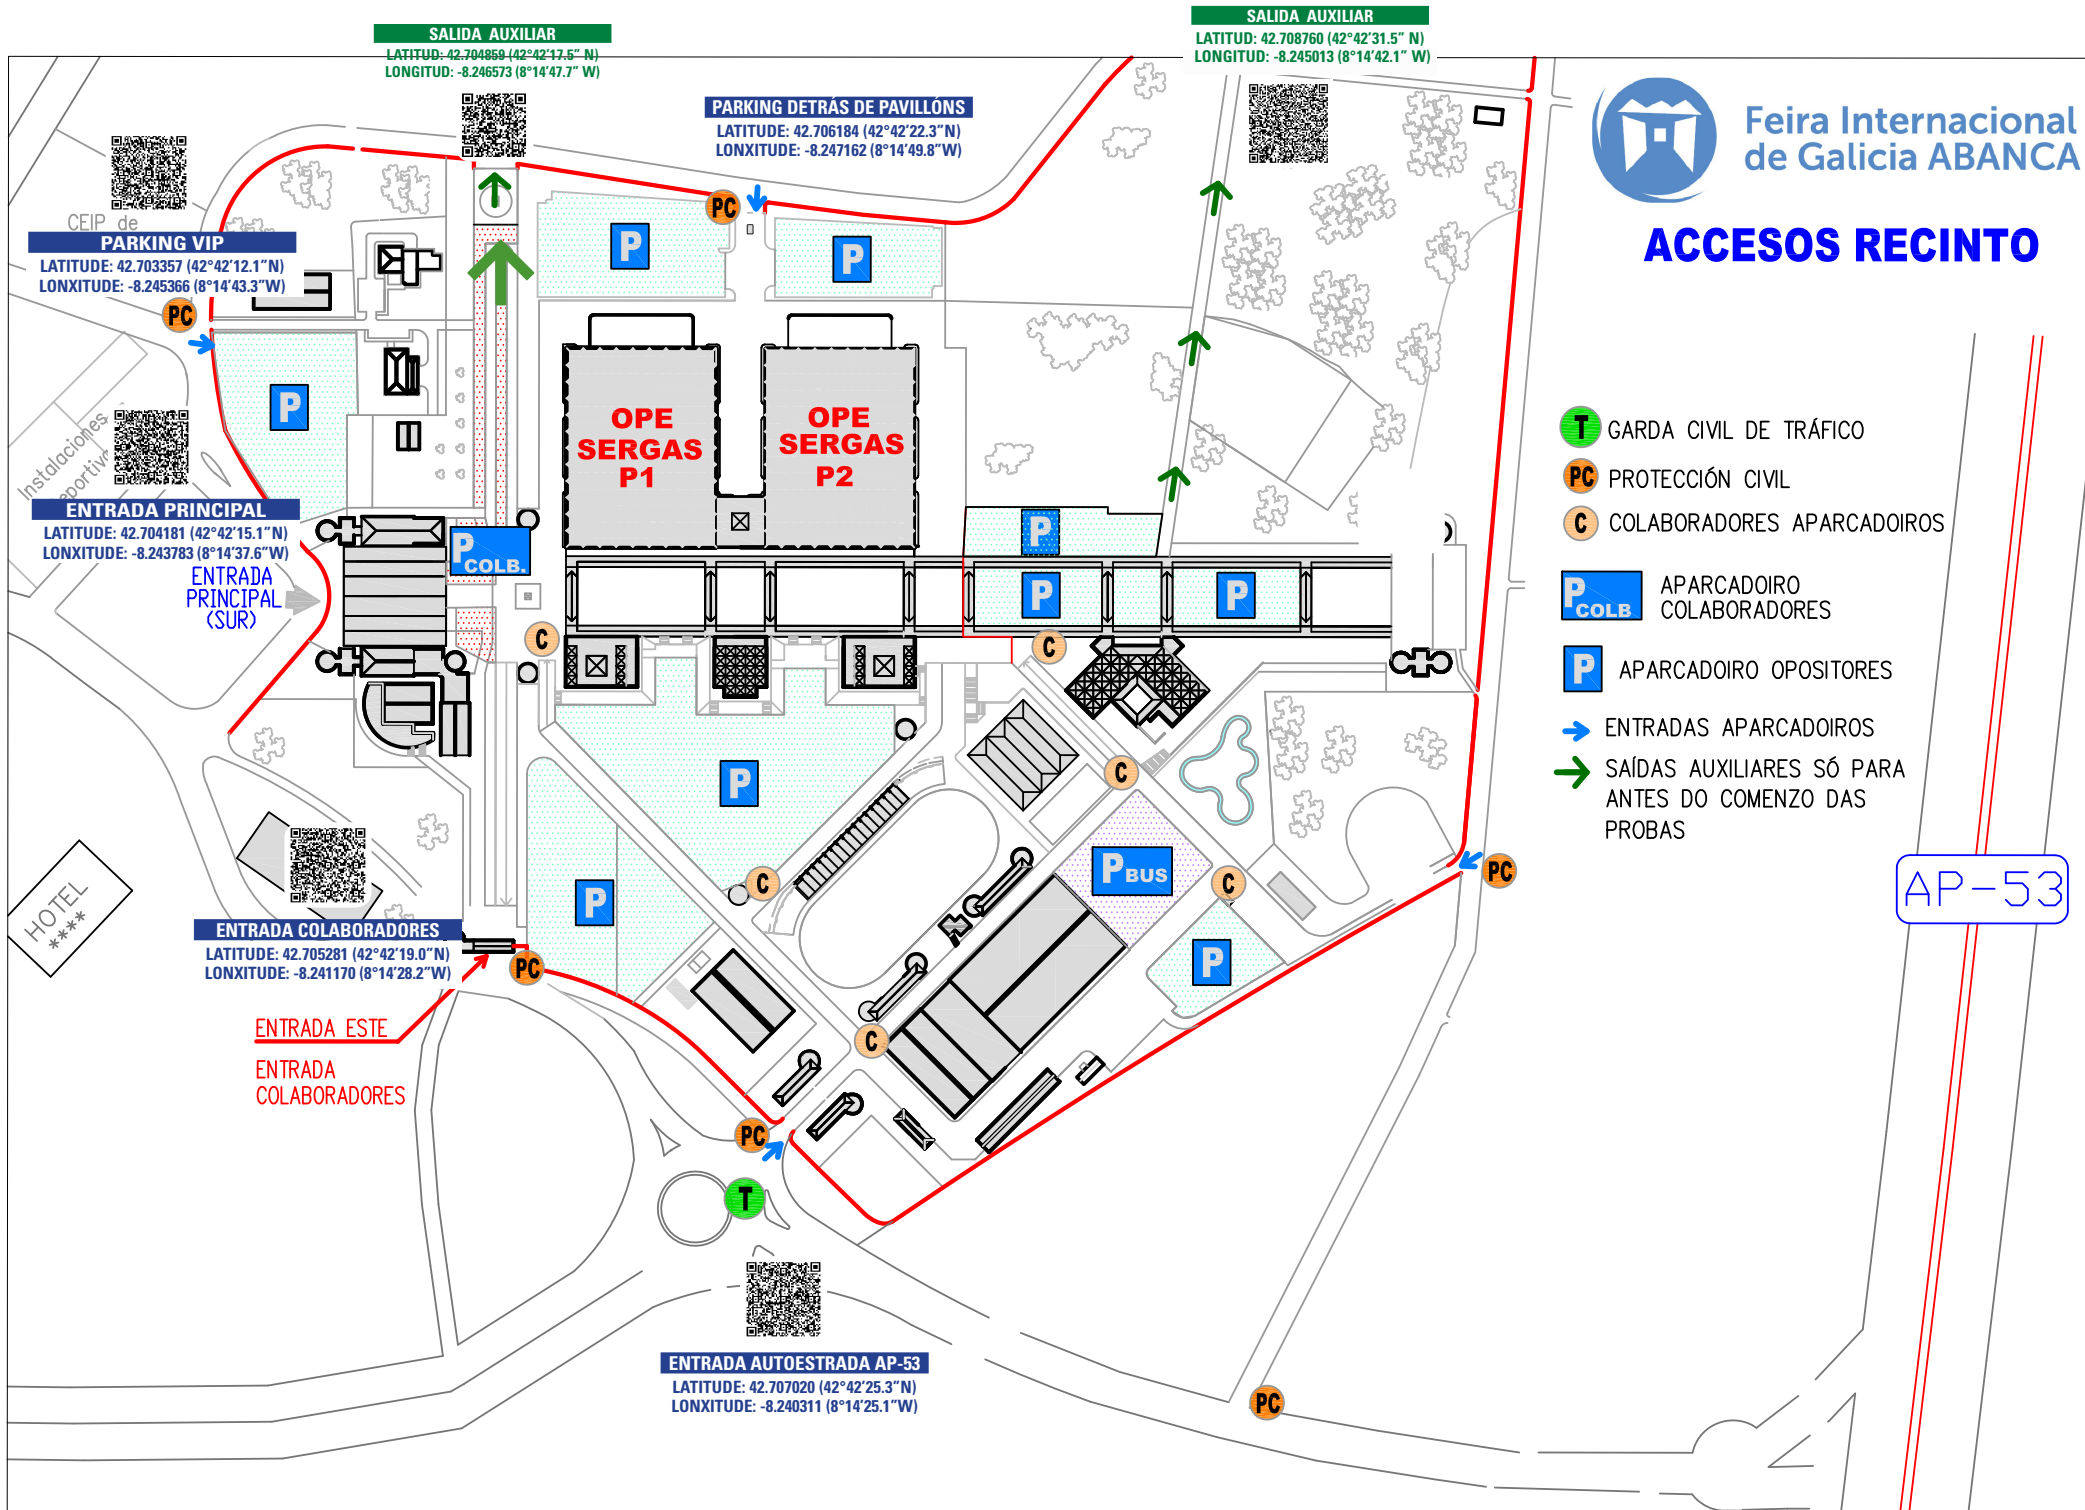 SALIDA AUXILIAR
LATITUD: 42.704859 (42°42'17.5" N)
LONGITUD: -8.246573 (8°14'47.7" W)
SALIDA AUXILIAR
LATITUD: 42.708760 (42°42'31.5" N)
LONGITUD: -8.245013 (8°14'42.1" W)
PARKING DETRÁS DE PAVILLÓNS
LATITUDE: 42.706184 (42°42'22.3"N)
LONXITUDE: -8.247162 (8°14'49.8"W)
Feira Internacional
de Galicia ABANCA
ACCESOS RECINTO
CEIP de
PARKING VIP
LATITUDE: 42.703357 (42°42'12.1"N)
LONXITUDE: -8.245366 (8°14'43.3"W)
PC
PC
P
P
P
OPE
SERGAS
P1
OPE
SERGAS
P2
Instalaciones
ENTRADA PRINCIPAL
LATITUDE: 42.704181 (42°42'15.1"N)
LONXITUDE: -8.243783 (8°14'37.6"W)
ENTRADA
PRINCIPAL
(SUR)
P
COLB.
P
P
P
C
C
P
C
P
C
P BUS
C
P
PC
HOTEL
****
ENTRADA COLABORADORES
LATITUDE: 42.705281 (42°42'19.0"N)
LONXITUDE: -8.241170 (8°14'28.2"W)
PC
ENTRADA ESTE
ENTRADA
COLABORADORES
C
PC
T
ENTRADA AUTOESTRADA AP-53
LATITUDE: 42.707020 (42°42'25.3"N)
LONXITUDE: -8.240311 (8°14'25.1"W)
PC
T GARDA CIVIL DE TRÁFICO
PC PROTECCIÓN CIVIL
C COLABORADORES APARCADOIROS
P COLB APARCADOIRO
COLABORADORES
P APARCADOIRO OPOSITORES
ENTRADAS APARCADOIROS
SAÍDAS AUXILIARES SÓ PARA
ANTES DO COMENZO DAS
PROBAS
AP-53